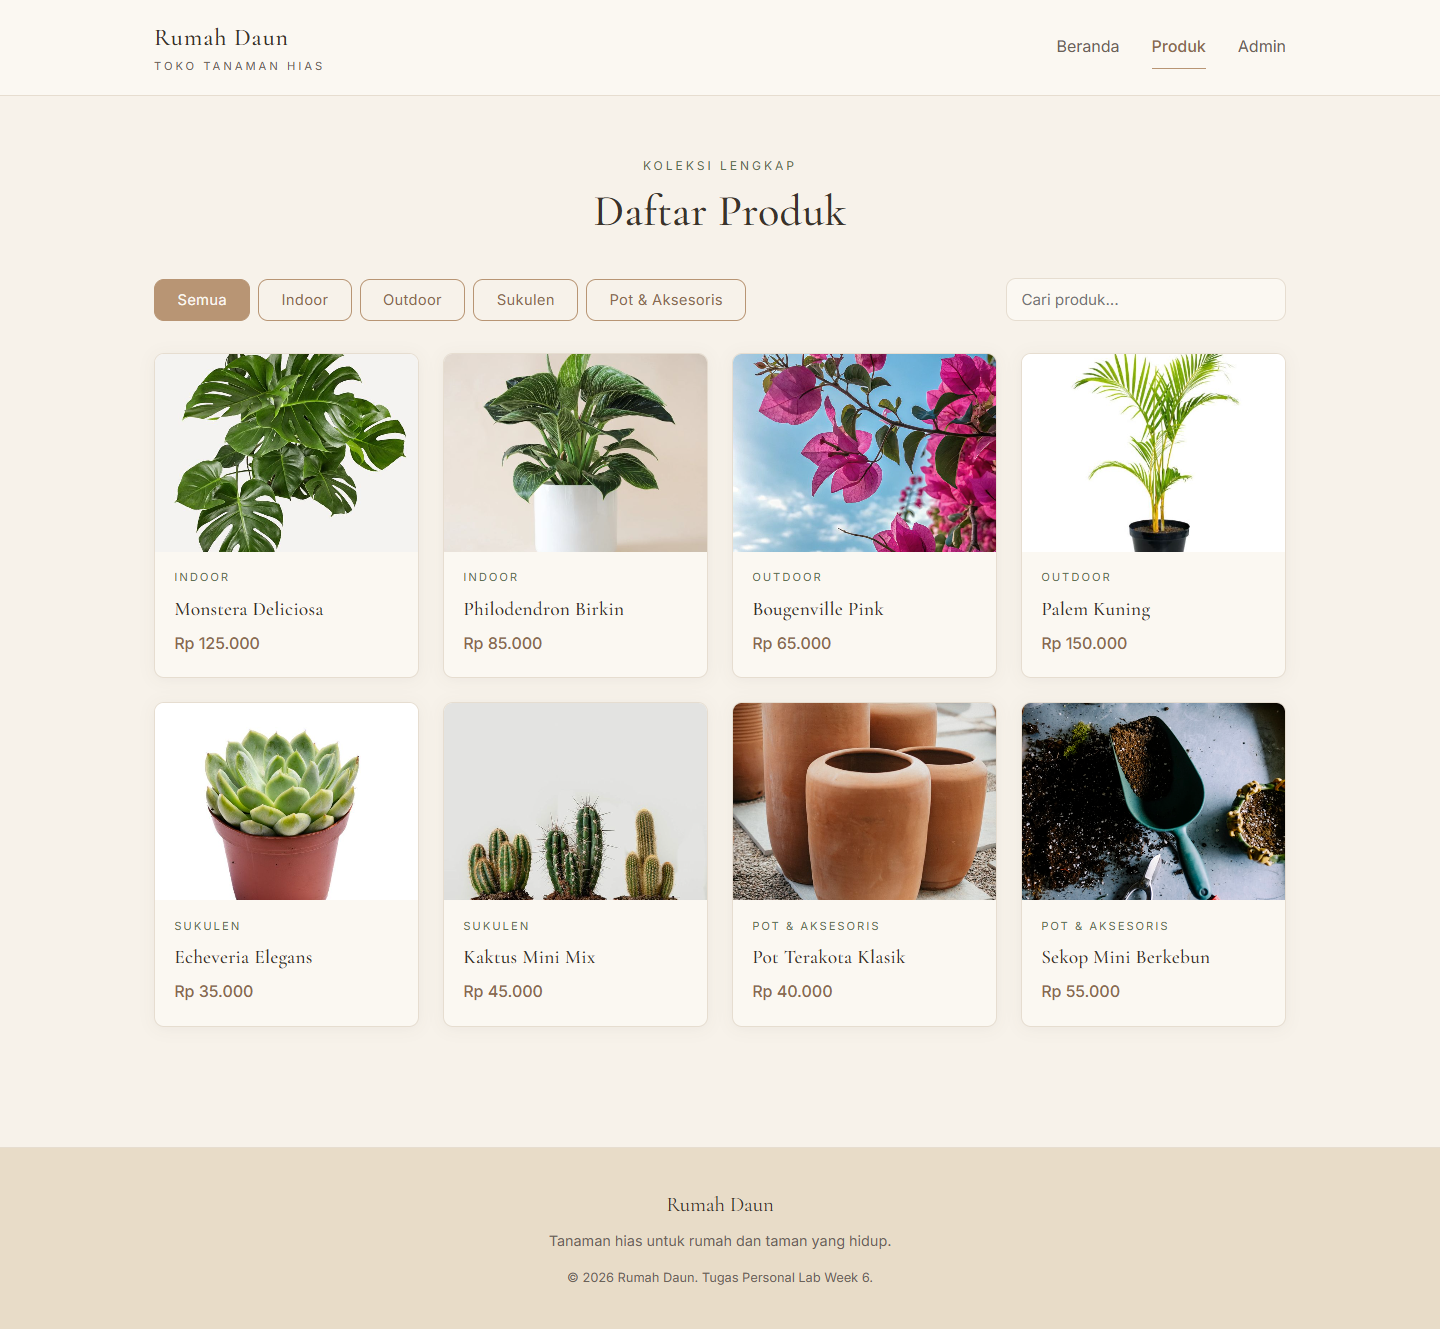 Rumah Daun
TOKO TANAMAN HIAS
Beranda
Produk
Admin
KOLEKSI LENGKAP
Daftar Produk
Semua
Indoor
Outdoor
Sukulen
Pot & Aksesoris
Cari produk...
INDOOR
Monstera Deliciosa
Rp 125.000
INDOOR
Philodendron Birkin
Rp 85.000
OUTDOOR
Bougenville Pink
Rp 65.000
OUTDOOR
Palem Kuning
Rp 150.000
SUKULEN
Echeveria Elegans
Rp 35.000
SUKULEN
Kaktus Mini Mix
Rp 45.000
POT & AKSESORIS
Pot Terakota Klasik
Rp 40.000
POT & AKSESORIS
Sekop Mini Berkebun
Rp 55.000
Rumah Daun
Tanaman hias untuk rumah dan taman yang hidup.
© 2026 Rumah Daun. Tugas Personal Lab Week 6.